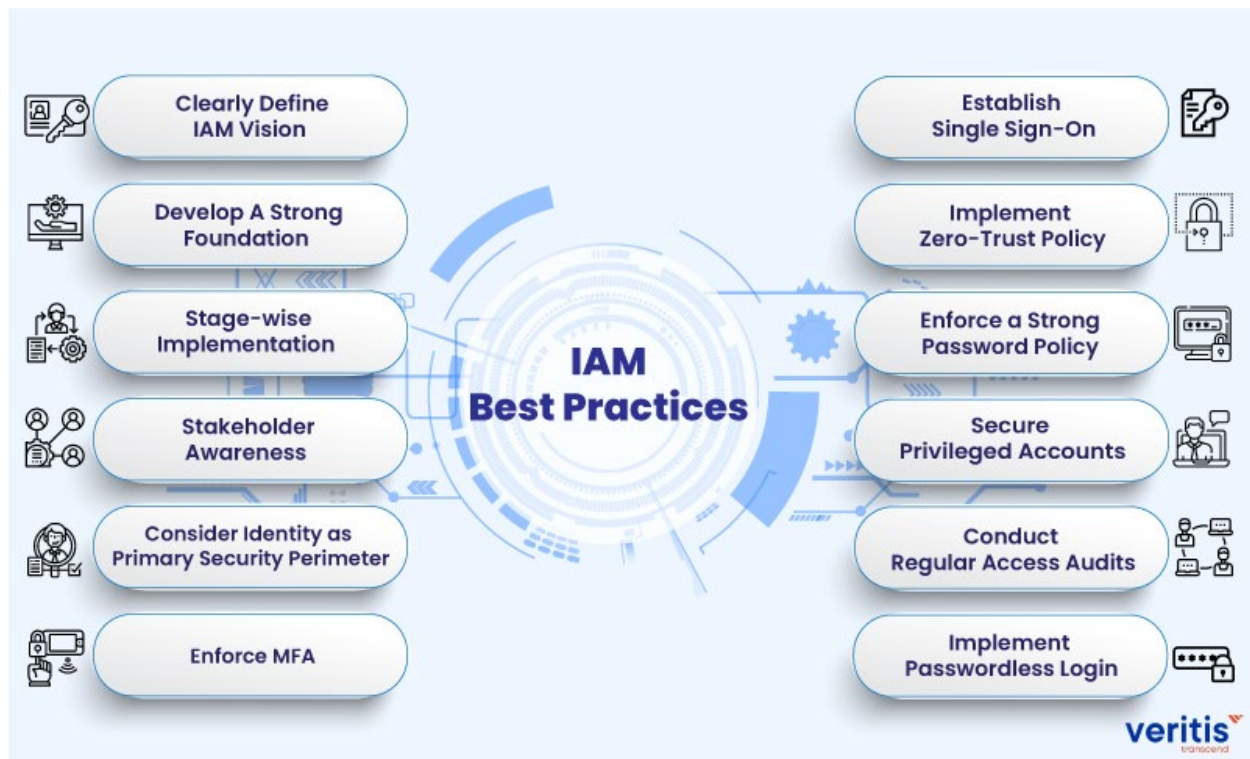 Clearly Define
IAM Vision
Develop A Strong
Foundation
Stage-wise
Implementation
Stakeholder
Awareness
Consider Identity as
Primary Security Perimeter
Enforce MFA
IAM
Best Practices
Establish
Single Sign-On
Implement
Zero-Trust Policy
Enforce a Strong
Password Policy
Secure
Privileged Accounts
Conduct
Regular Access Audits
Implement
Passwordless Login
veritis
transcend